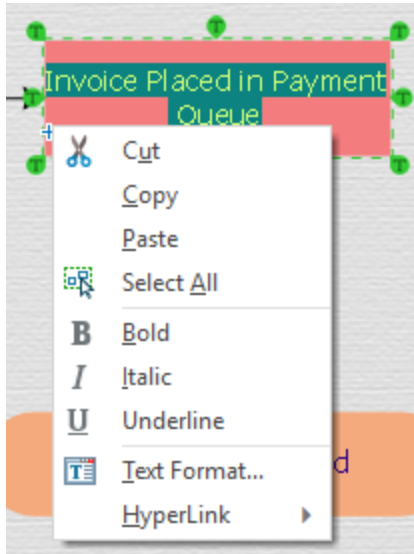 Invoice Placed in Payment
Queue
Cut
Copy
Paste
Select All
B Bold
I Italic
U Underline
Text Format...
HyperLink